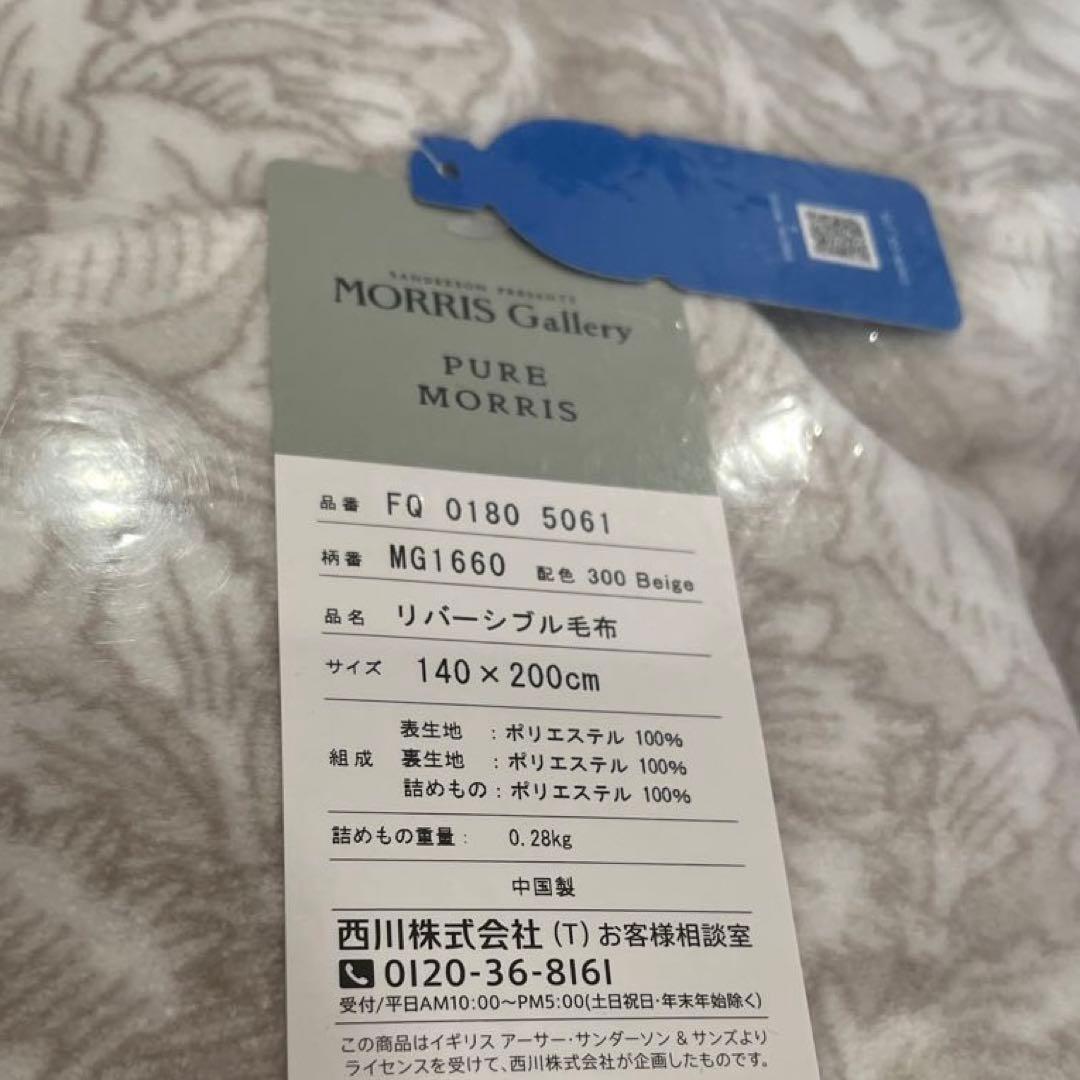 SANDERSON PRESENTS
MORRIS Gallery
PURE
MORRIS
品番 FQ 0180 5061
柄番 MG1660 配色 300 Beige
品名 リバーシブル毛布
サイズ 140×200cm
表生地 : ポリエステル 100%
組成 裏生地 : ポリエステル 100%
詰めもの : ポリエステル 100%
詰めもの重量 : 0.28kg
中国製
西川株式会社 (T) お客様相談室
0120-36-8161
受付/平日AM10:00～PM5:00(土日祝日・年末年始除く)
この商品はイギリス アーサー・サンダーソン & サンズより
ライセンスを受けて、西川株式会社が企画したものです。